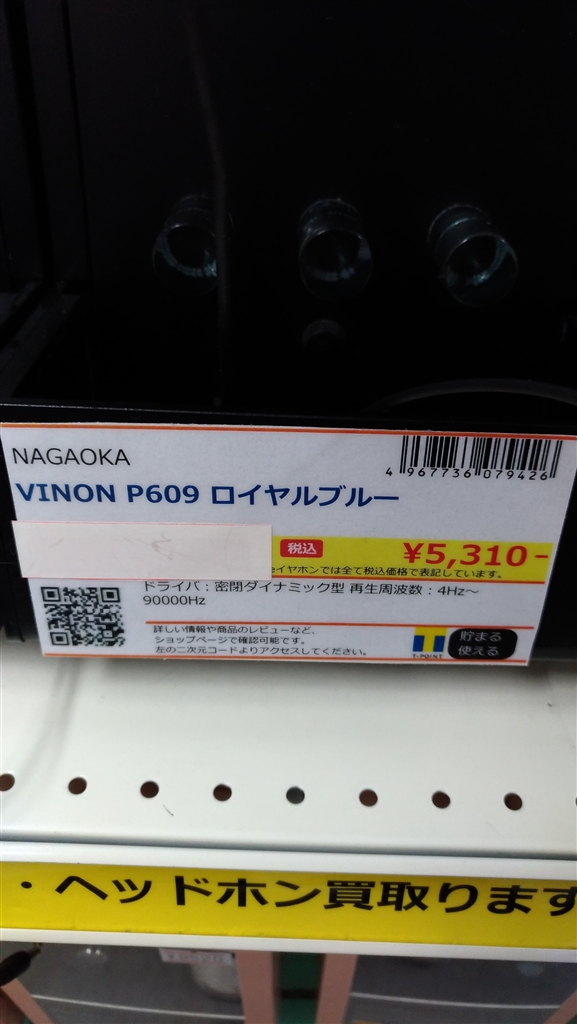 NAGAOKA
4 967736 079426
VINON P609 ロイヤルブルー
税込
¥5,310-
eイヤホンでは全て税込価格で表記しています。
ドライバ：密閉ダイナミック型 再生周波数：4Hz～
90000Hz
詳しい情報や商品のレビューなど、
ショップページで確認可能です。
左の二次元コードよりアクセスしてください。
T-POINT
貯まる
使える
・ヘッドホン買取ります